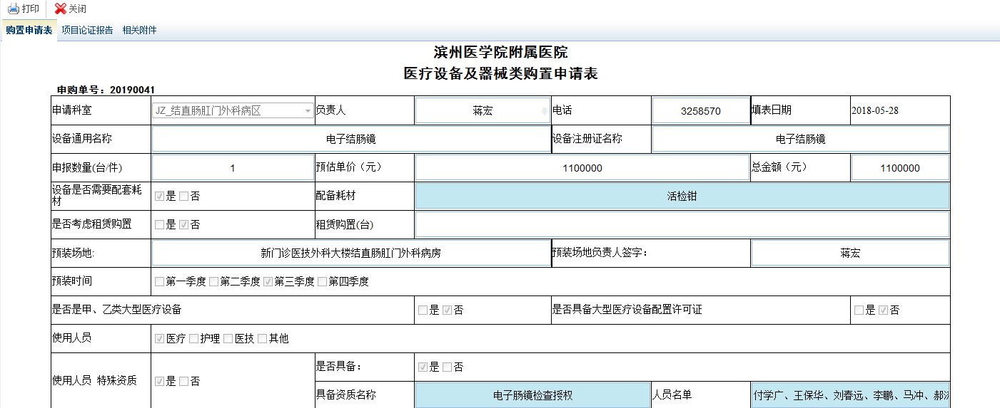 打印 关闭
购置申请表 项目论证报告 相关附件
滨州医学院附属医院
医疗设备及器械类购置申请表
申购单号：20190041
申请科室 JZ_结直肠肛门外科病区 负责人 蒋宏 电话 3258570 填表日期 2018-05-28
设备通用名称 电子结肠镜 设备注册证名称 电子结肠镜
申报数量(台/件) 1 预估单价（元） 1100000 总金额（元） 1100000
设备是否需要配套耗
材 是 否 配备耗材 活检钳
是否考虑租赁购置 是 否 租赁购置(台)
预装场地: 新门诊医技外科大楼结直肠肛门外科病房 预装场地负责人签字： 蒋宏
预装时间 第一季度 第二季度 第三季度 第四季度
是否是甲、乙类大型医疗设备 是 否 是否具备大型医疗设备配置许可证 是 否
使用人员 医疗 护理 医技 其他
使用人员 特殊资质 是 否 是否具备： 是 否
具备资质名称 电子肠镜检查授权 人员名单 付学广、王保华、刘春远、李鹏、马冲、郝